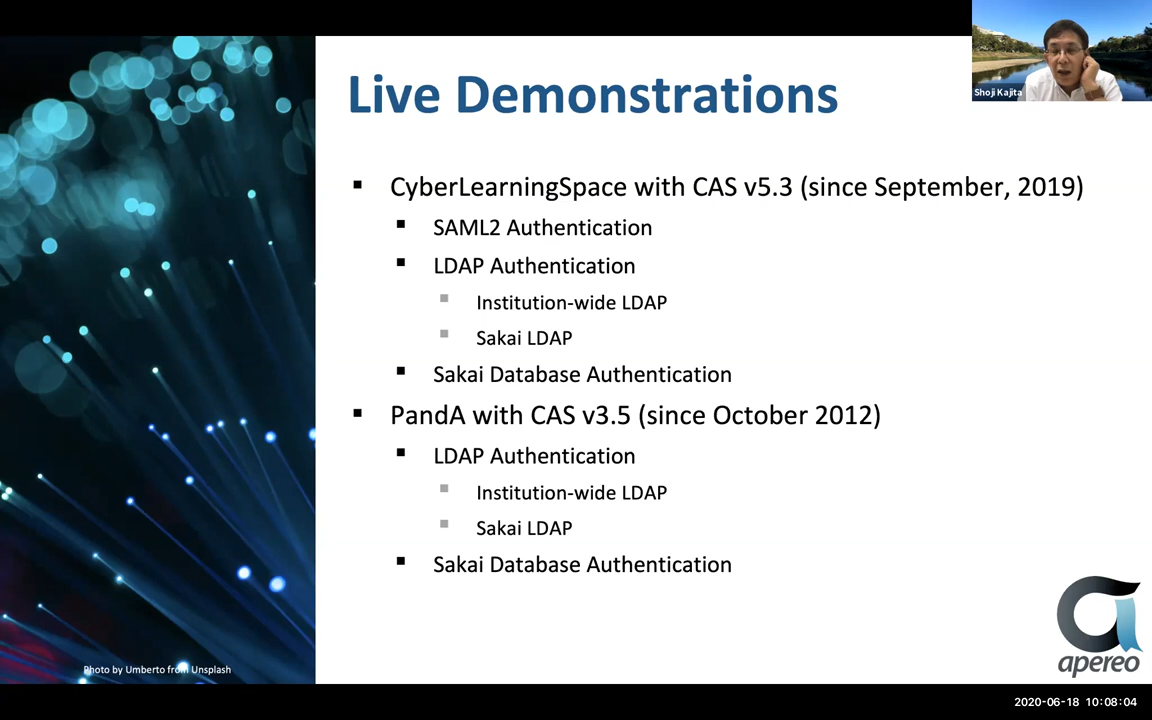 Live Demonstrations
Shoji Kajita
CyberLearningSpace with CAS v5.3 (since September, 2019)
SAML2 Authentication
LDAP Authentication
Institution-wide LDAP
Sakai LDAP
Sakai Database Authentication
PandA with CAS v3.5 (since October 2012)
LDAP Authentication
Institution-wide LDAP
Sakai LDAP
Sakai Database Authentication
Photo by Umberto from Unsplash
apereo
2020-06-18 10:08:04